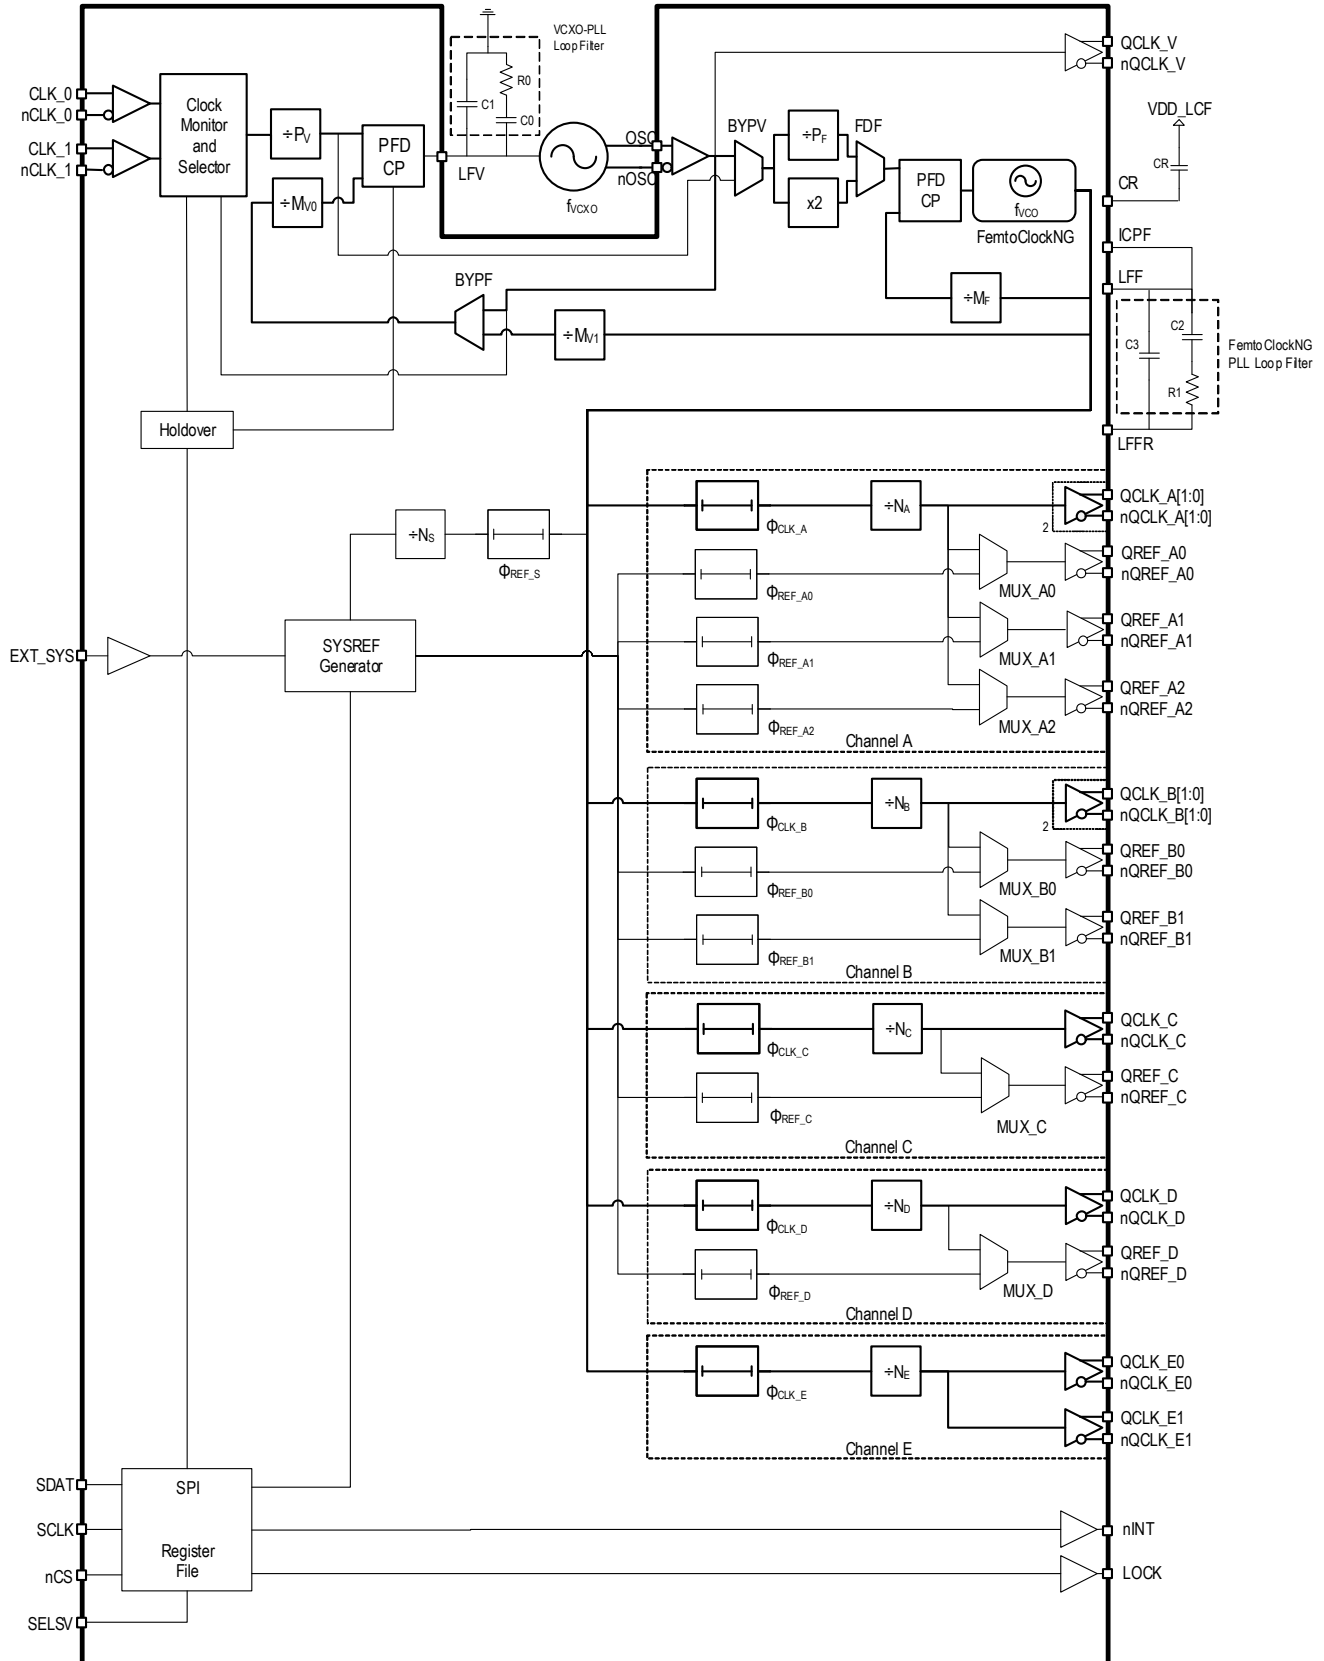 VCXO-PLL
Loop Filter
R0
C1
C0
QCLK_V
nQCLK_V
CLK_0
nCLK_0
CLK_1
nCLK_1
Clock
Monitor
and
Selector
÷PV
÷MV0
PFD
CP
LFV
fVCXO
OSC
nOSC
BYPV
÷PF
x2
FDF
PFD
CP
fVCO
FemtoClockNG
VDD_LCF
CR
CR
ICPF
LFF
÷MF
BYPF
÷MV1
C3
C2
R1
FemtoClockNG
PLL Loop Filter
LFFR
Holdover
÷NS
ΦREF_S
EXT_SYS
SYSREF
Generator
ΦCLK_A
÷NA
2
QCLK_A[1:0]
nQCLK_A[1:0]
ΦREF_A0
MUX_A0
QREF_A0
nQREF_A0
ΦREF_A1
MUX_A1
QREF_A1
nQREF_A1
ΦREF_A2
MUX_A2
QREF_A2
nQREF_A2
Channel A
ΦCLK_B
÷NB
2
QCLK_B[1:0]
nQCLK_B[1:0]
ΦREF_B0
MUX_B0
QREF_B0
nQREF_B0
ΦREF_B1
MUX_B1
QREF_B1
nQREF_B1
Channel B
ΦCLK_C
÷NC
QCLK_C
nQCLK_C
ΦREF_C
MUX_C
QREF_C
nQREF_C
Channel C
ΦCLK_D
÷ND
QCLK_D
nQCLK_D
ΦREF_D
MUX_D
QREF_D
nQREF_D
Channel D
ΦCLK_E
÷NE
QCLK_E0
nQCLK_E0
QCLK_E1
nQCLK_E1
Channel E
SDAT
SCLK
nCS
SELSV
SPI
Register
File
nINT
LOCK